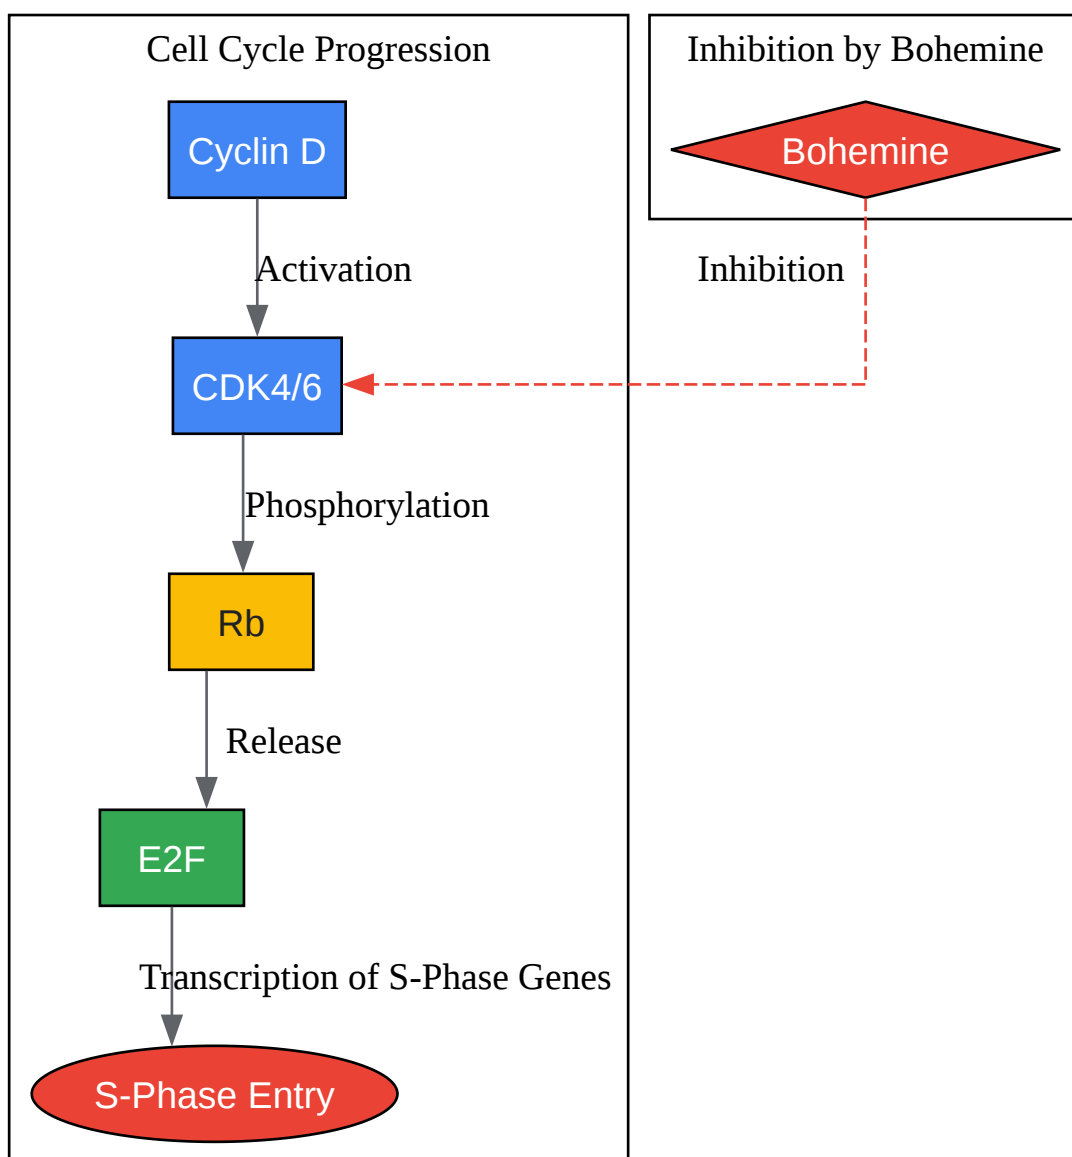 Cell Cycle Progression
Cyclin D
Activation
CDK4/6
Phosphorylation
Rb
Release
E2F
Transcription of S-Phase Genes
S-Phase Entry
Inhibition by Bohemine
Bohemine
Inhibition